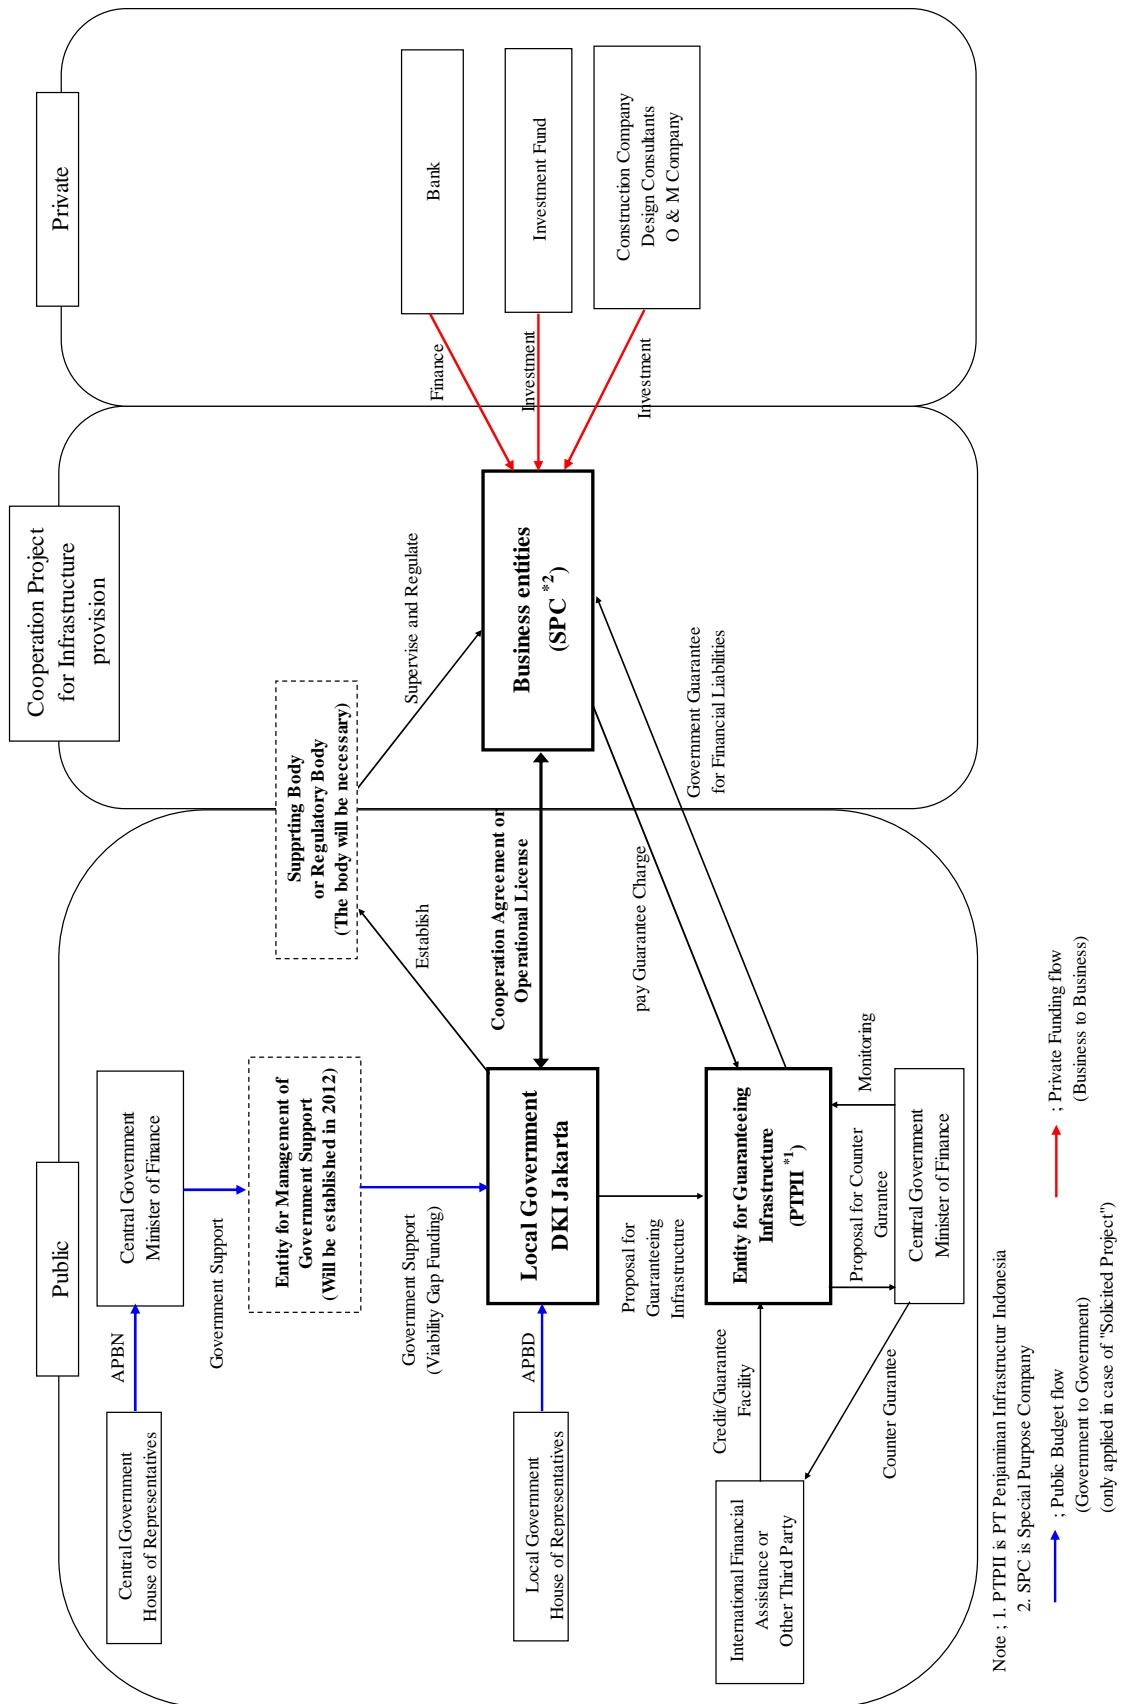 Public
Cooperation Project
for Infrastructure
provision
Private
Central Government
House of Representatives
APBN
Central Government
Minister of Finance
Government Support
Entity for Management of
Government Support
(Will be established in 2012)
Government Support
(Viability Gap Funding)
Local Government
House of Representatives
APBD
Local Government
DKI Jakarta
Establish
Supprting Body
or Regulatory Body
(The body will be necessary)
Supervise and Regulate
Cooperation Agreement or
Operational License
Business entities
(SPC *2)
Finance
Bank
Investment
Investment Fund
Investment
Construction Company
Design Consultants
O & M Company
Proposal for
Guaranteeing
Infrastructure
pay Guarantee Charge
Government Guarantee
for Financial Liabilities
International Financial
Assistance or
Other Third Party
Credit/Guarantee
Facility
Entity for Guaranteeing
Infrastructure
(PTPII *1)
Proposal for Counter
Gurantee
Monitoring
Counter Gurantee
Central Government
Minister of Finance
Note ; 1. PTPII is PT Penjaminan Infrastructur Indonesia
2. SPC is Special Purpose Company
; Public Budget flow
(Government to Government)
(only applied in case of "Solicited Project")
; Private Funding flow
(Business to Business)